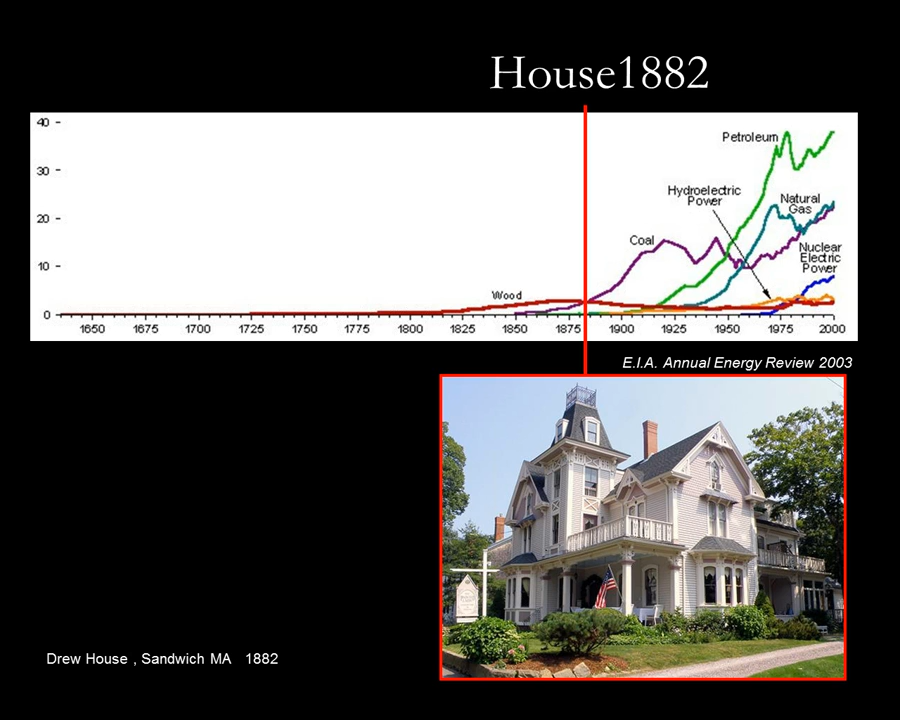 House1882
40
Petroleum
30
Hydroelectric
Power
Natural
Gas
20
Coal
Nuclear
Electric
Power
10
Wood
0
1650 1675 1700 1725 1750 1775 1800 1825 1850 1875 1900 1925 1950 1975 2000
E.I.A. Annual Energy Review 2003
Drew House , Sandwich MA 1882